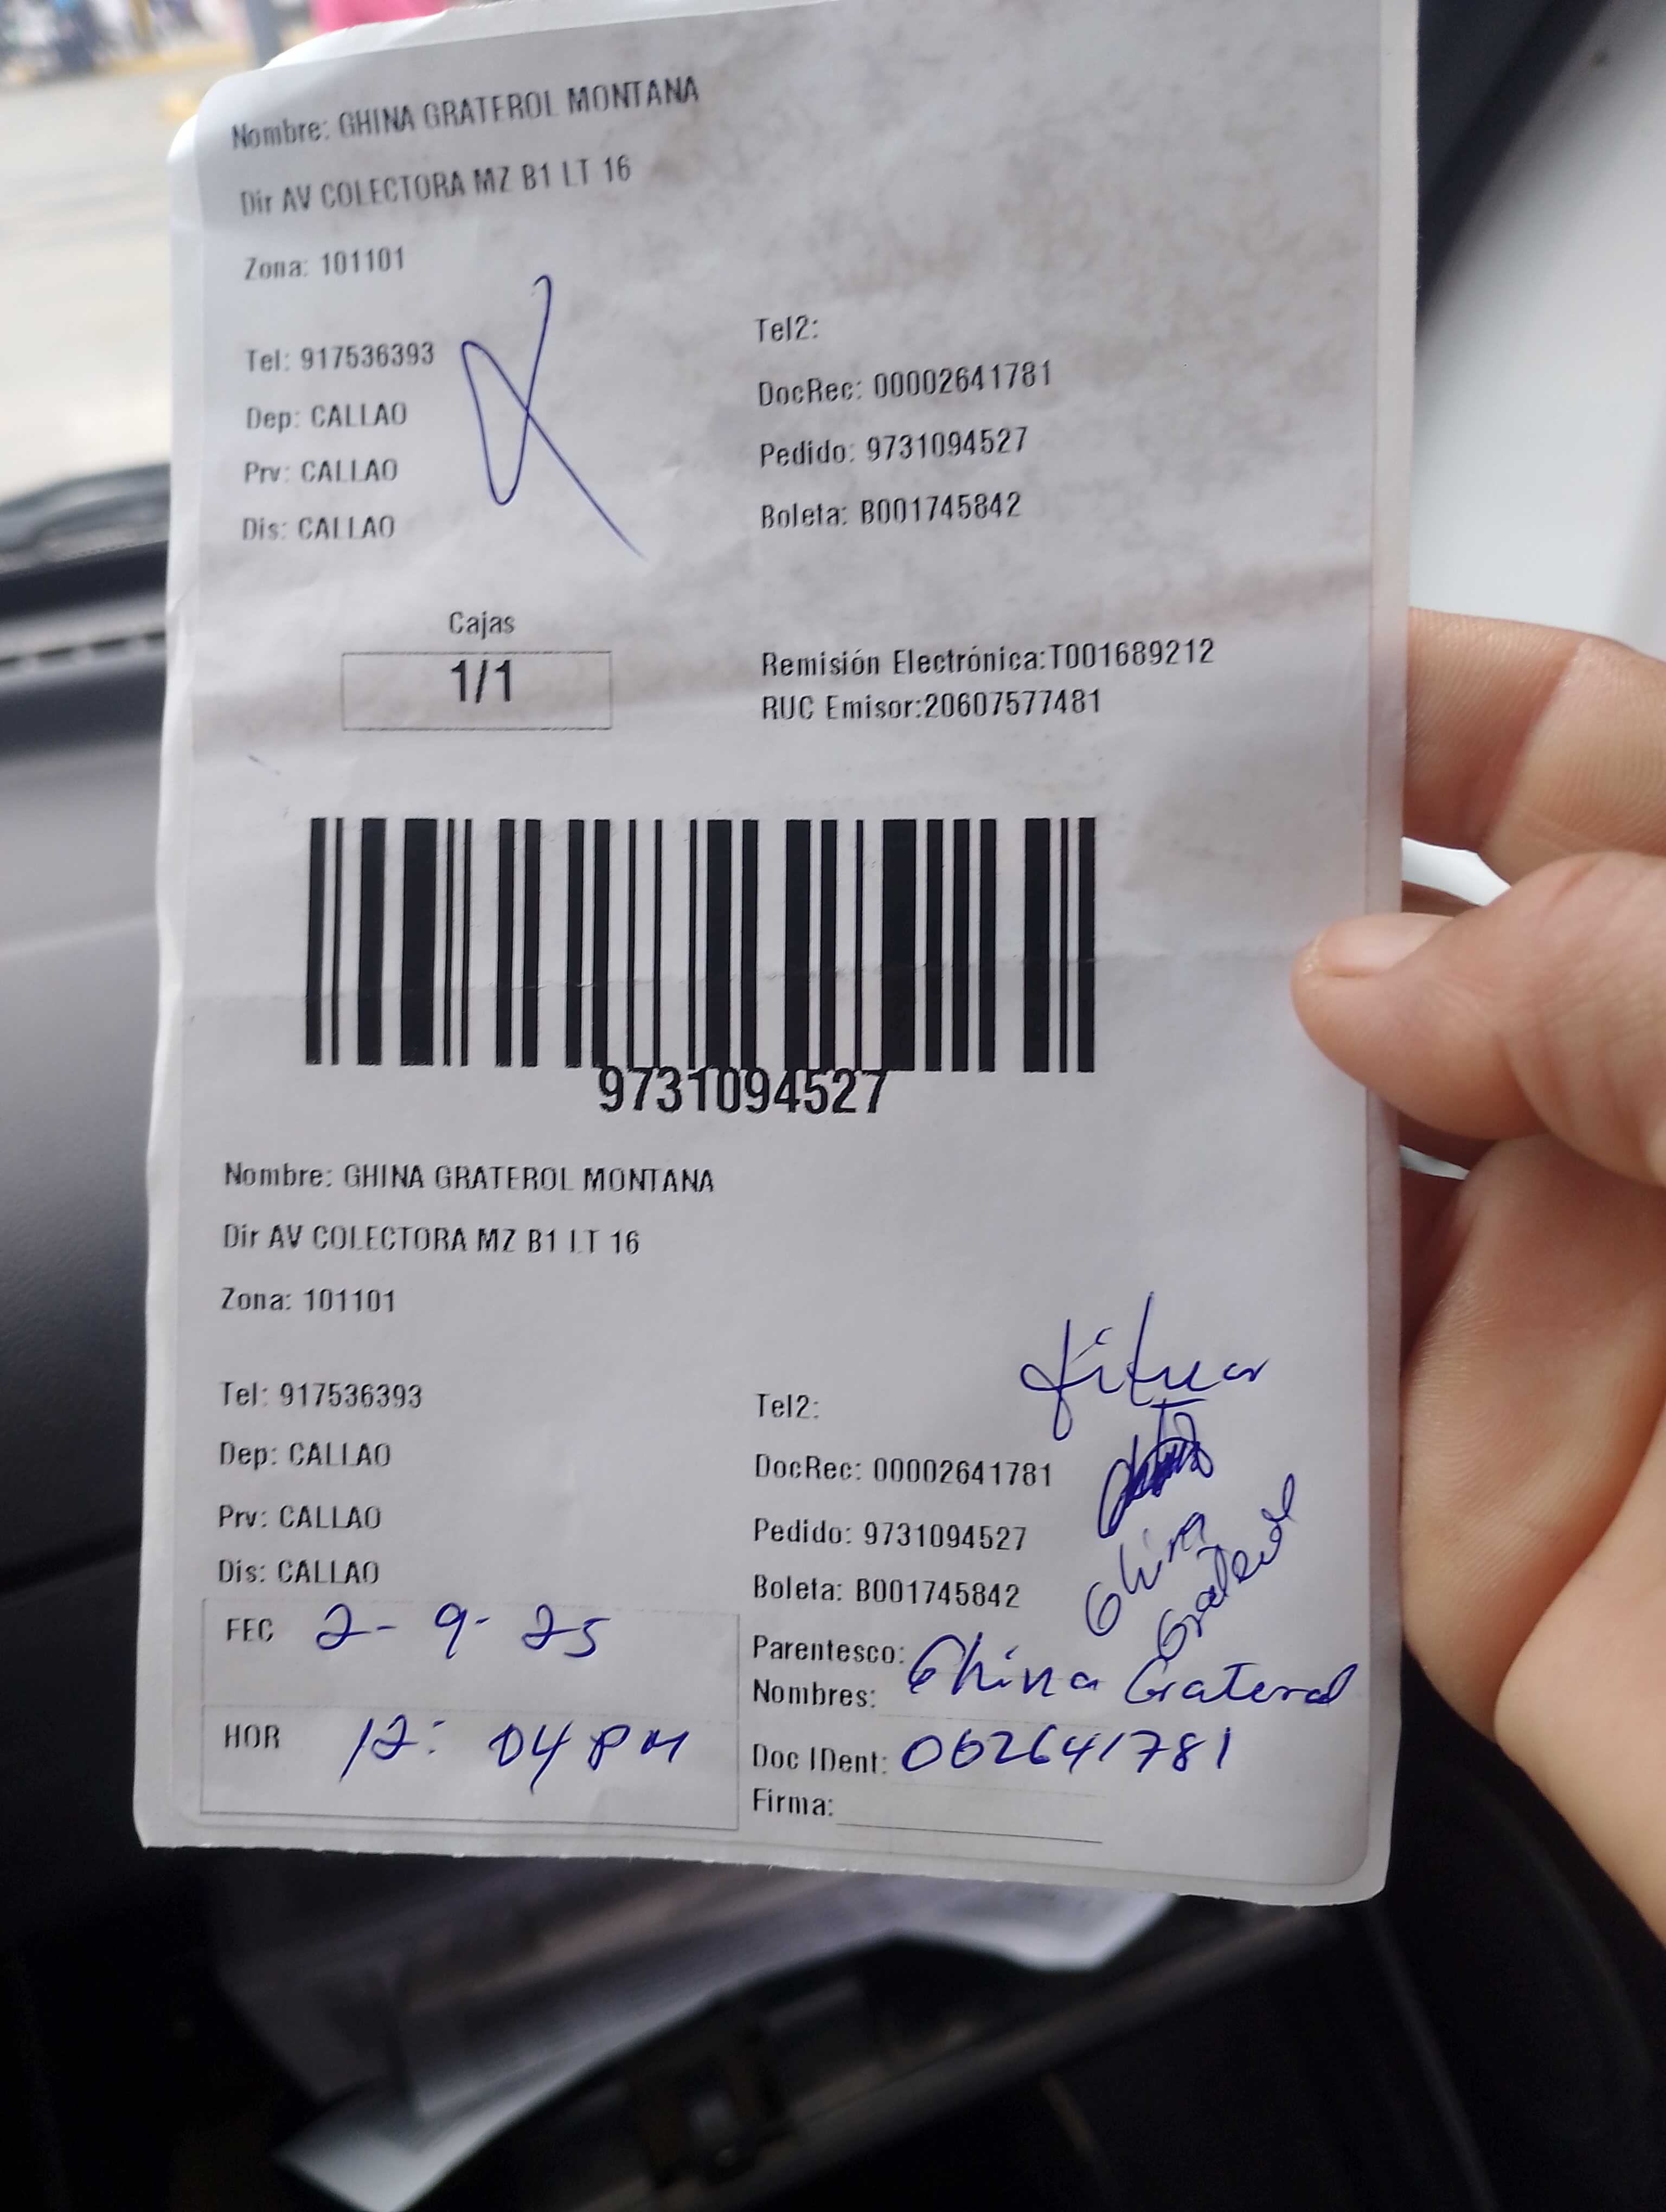 Nombre: GHINA GRATEROL MONTANA
Dir AV COLECTORA MZ B1 LT 16
Zona: 101101
Tel: 917536393
Dep: CALLAO
Prv: CALLAO
Dis: CALLAO
Tel2:
DocRec: 00002641781
Pedido: 9731094527
Boleta: B001745842
Cajas
1/1
Remisión Electrónica:T001689212
RUC Emisor:20607577481
9731094527
Nombre: GHINA GRATEROL MONTANA
Dir AV COLECTORA MZ B1 LT 16
Zona: 101101
Tel: 917536393
Dep: CALLAO
Prv: CALLAO
Dis: CALLAO
Tel2:
DocRec: 00002641781
Pedido: 9731094527
Boleta: B001745842
Ghina
Graterol
FEC 2-9-25
HOR 12:04 PM
Parentesco:
Nombres: Ghina Graterol
Doc IDent: 002641781
Firma: